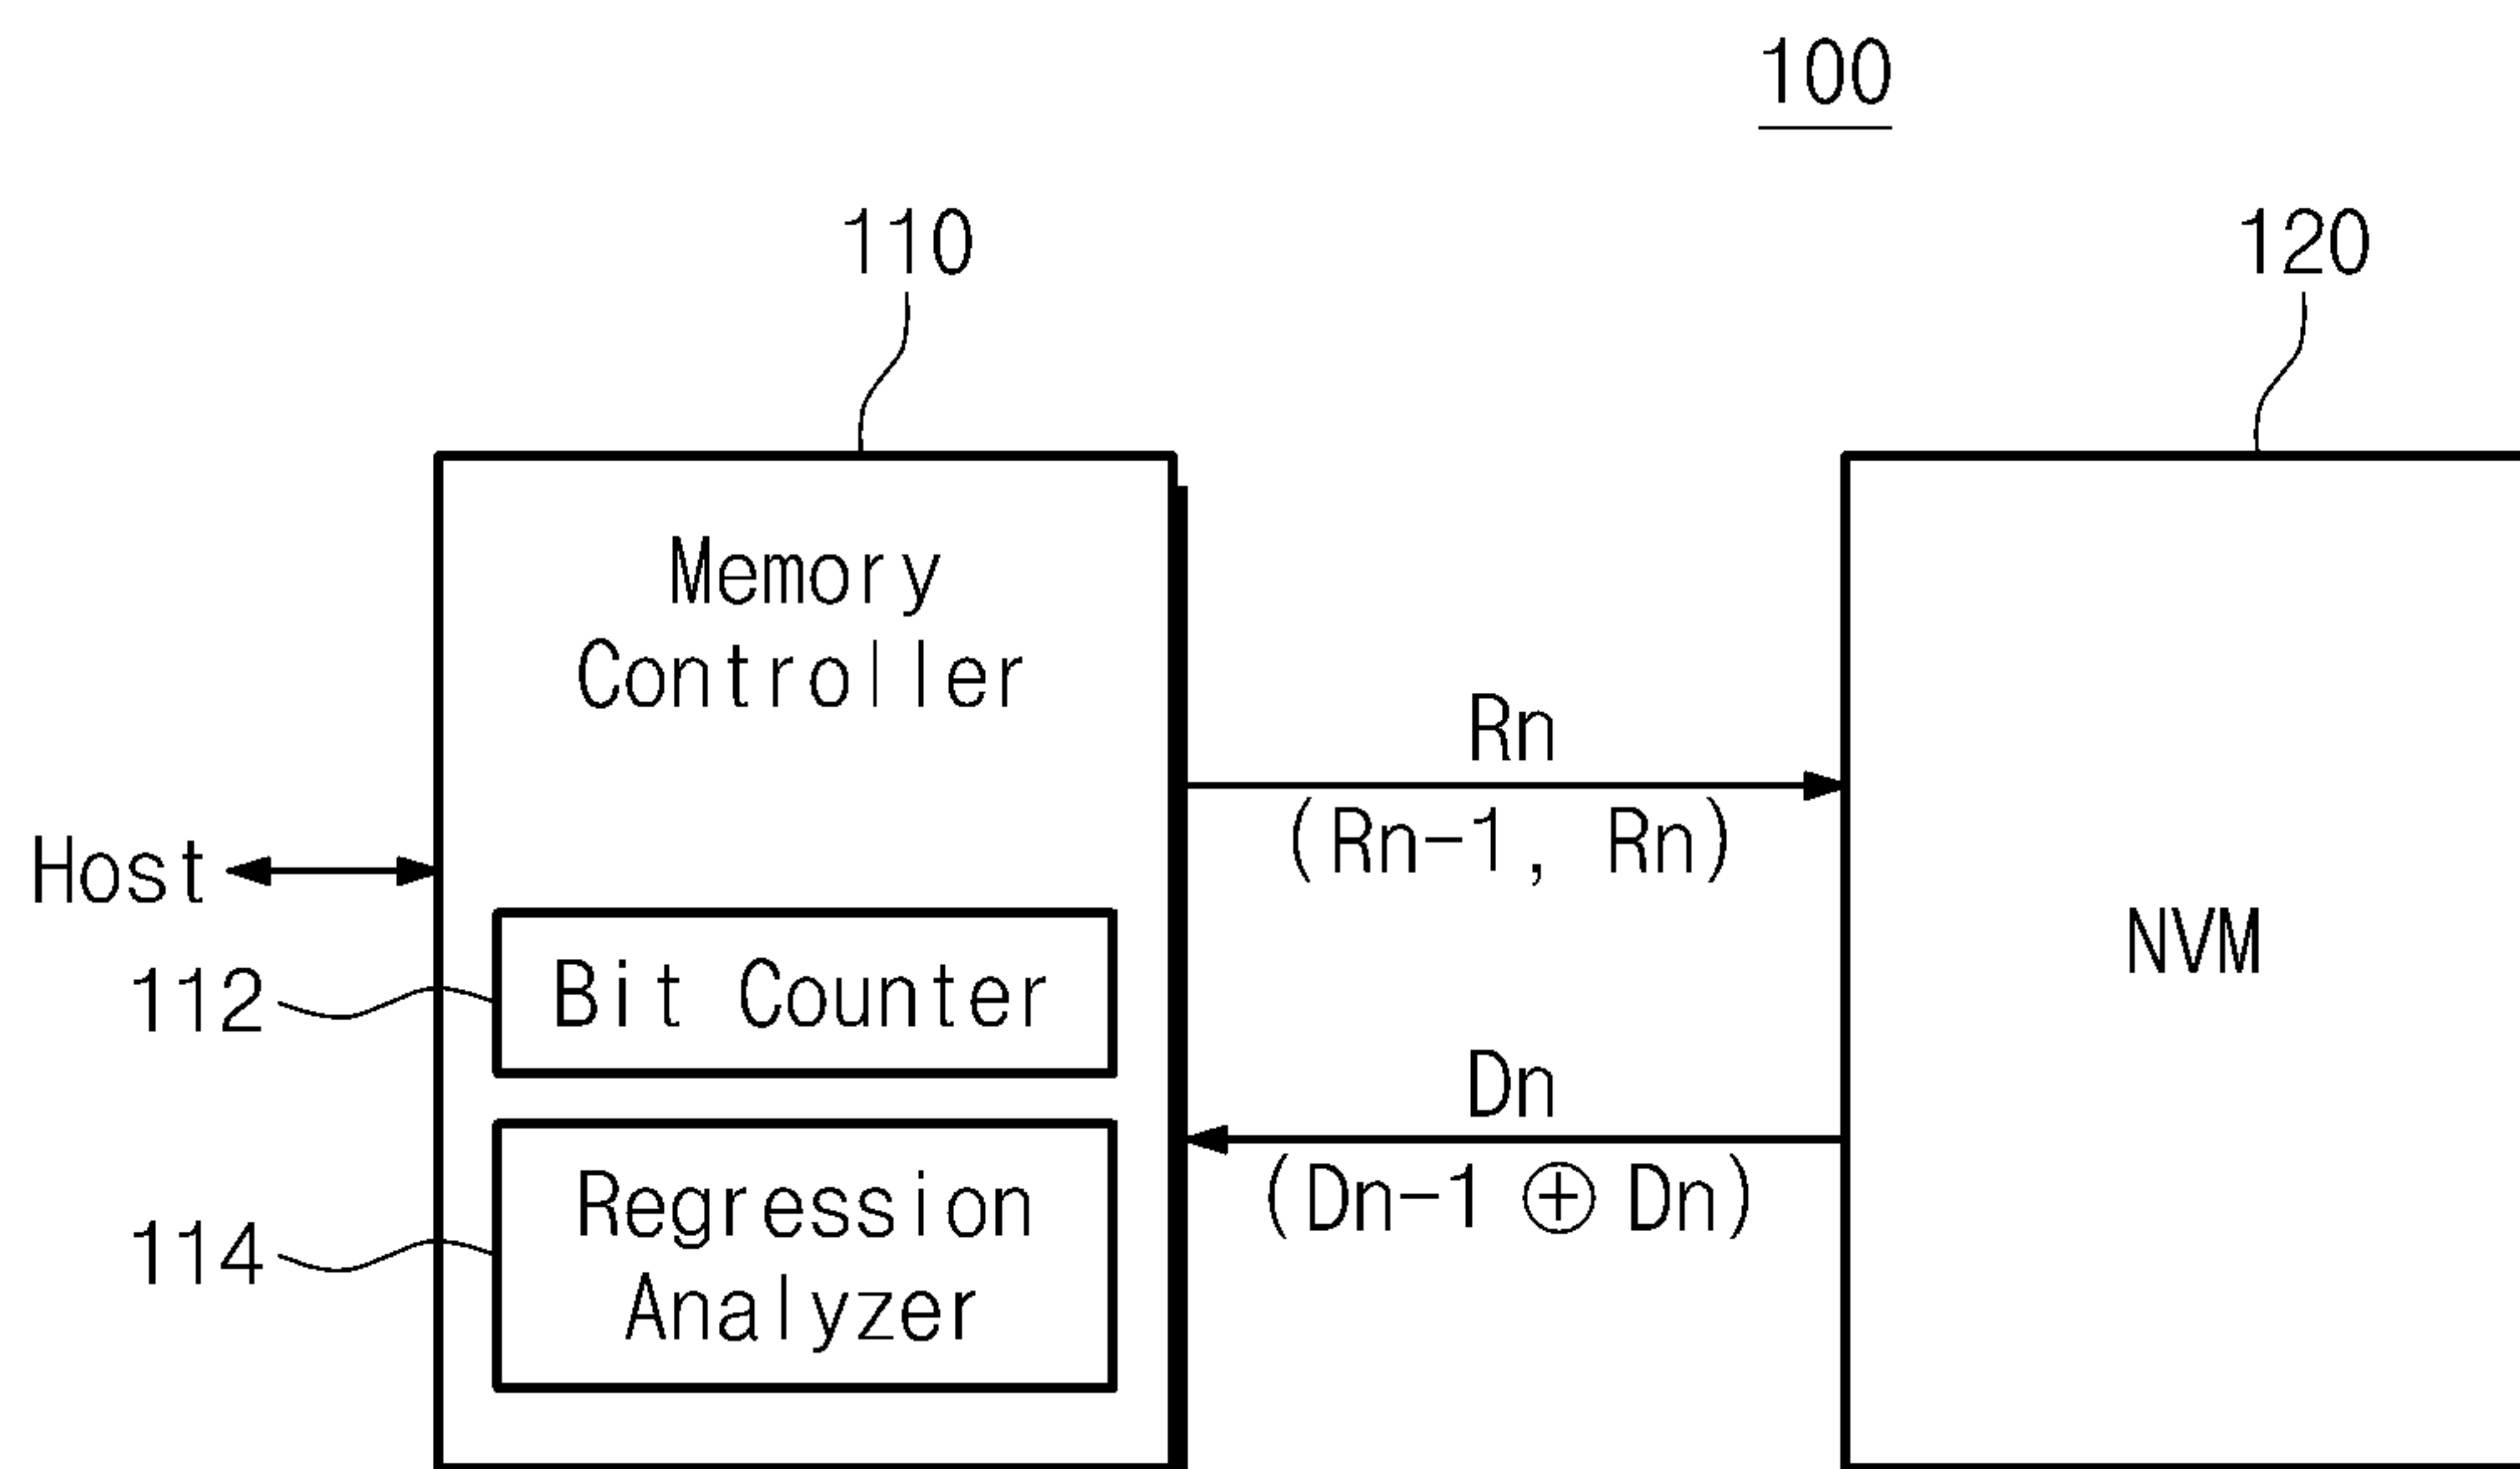 100
110
120
Memory
Controller
Rn
(Rn-1, Rn)
Host
NVM
112
Bit Counter
Dn
(Dn-1 ⊕ Dn)
114
Regression
Analyzer